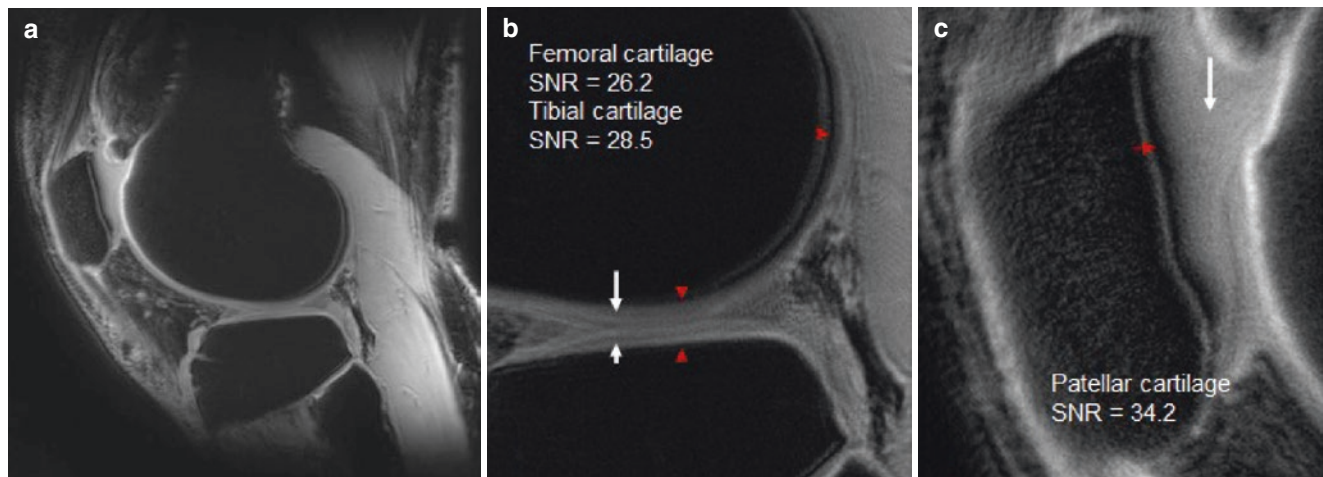 a
b
Femoral cartilage
SNR = 26.2
Tibial cartilage
SNR = 28.5
c
Patellar cartilage
SNR = 34.2